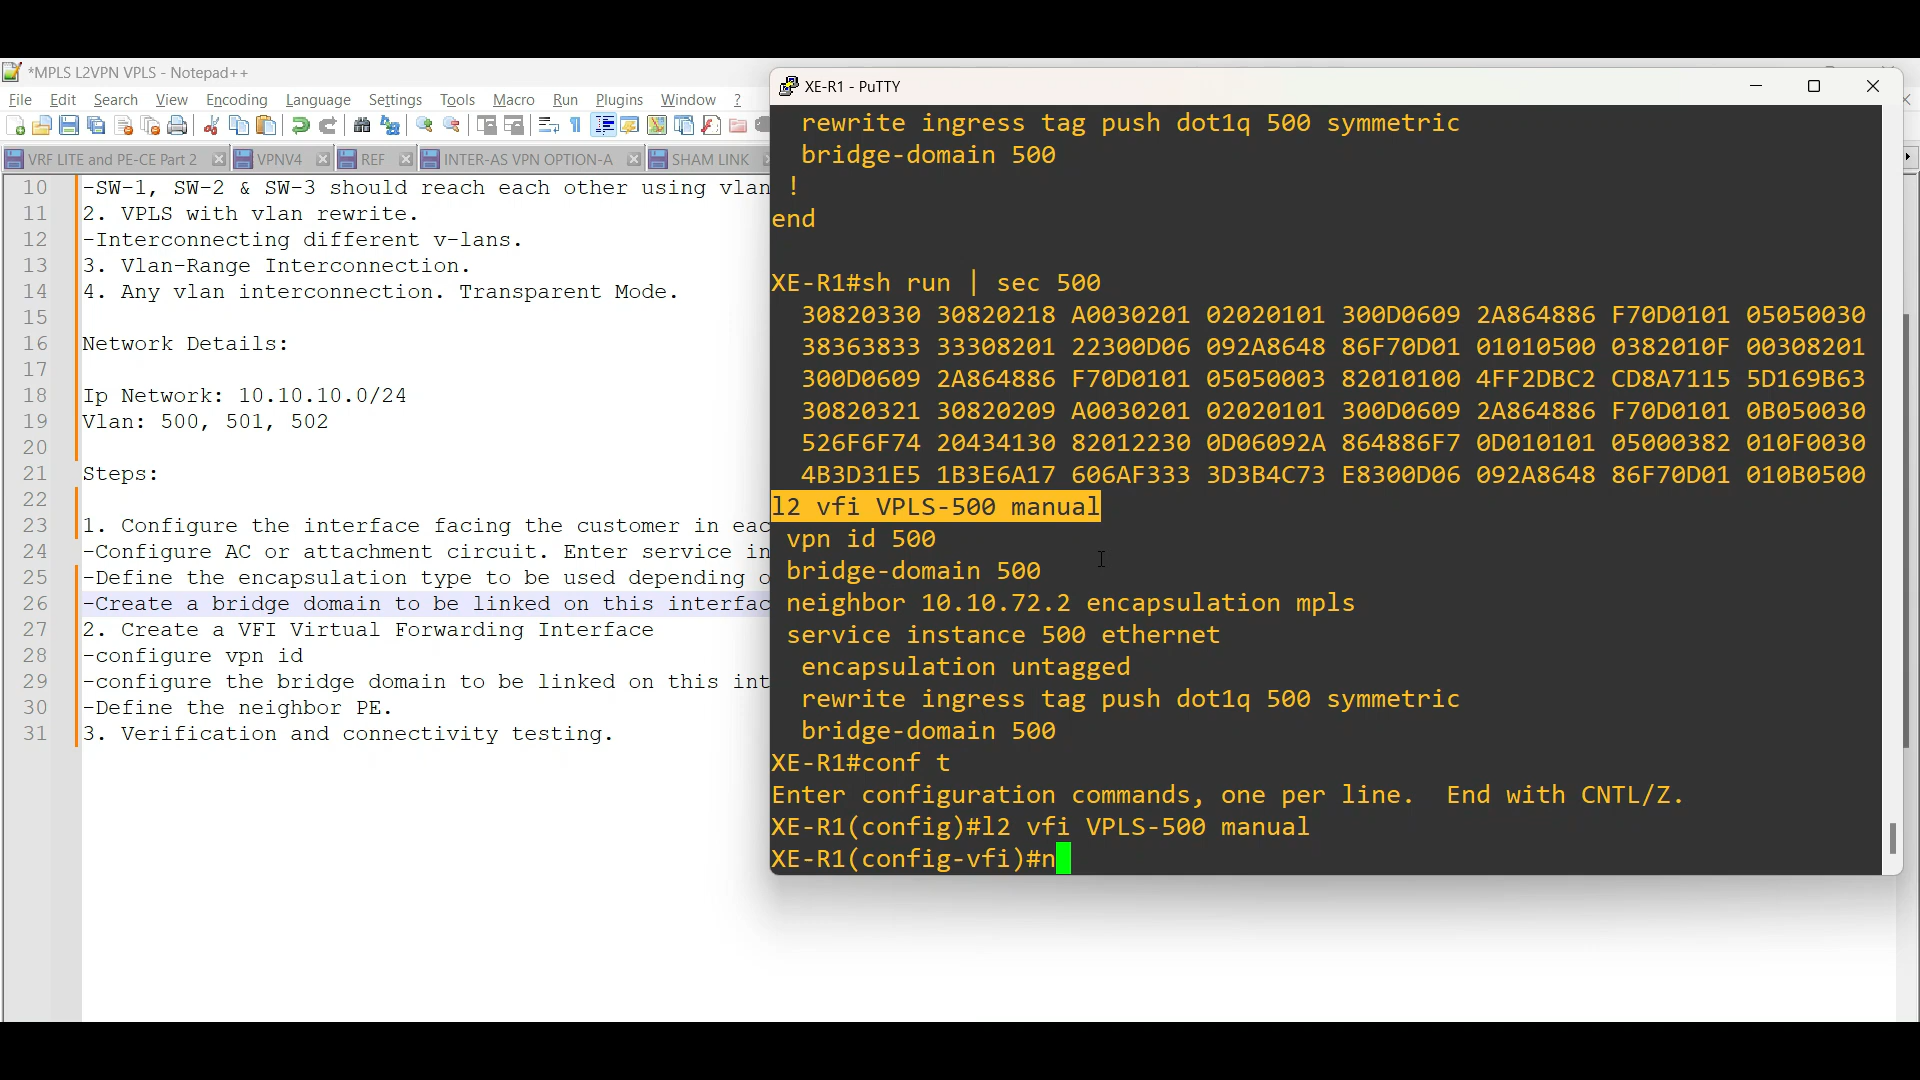 *MPLS L2VPN VPLS - Notepad++
File Edit Search View Encoding Language Settings Tools Macro Run Plugins Window ?
VRF LITE and PE-CE Part 2 VPNV4 REF INTER-AS VPN OPTION-A SHAM LINK
10 -SW-1, SW-2 & SW-3 should reach each other using vlan
11 2. VPLS with vlan rewrite.
12 -Interconnecting different v-lans.
13 3. Vlan-Range Interconnection.
14 4. Any vlan interconnection. Transparent Mode.
15
16 Network Details:
17
18 Ip Network: 10.10.10.0/24
19 Vlan: 500, 501, 502
20
21 Steps:
22
23 1. Configure the interface facing the customer in eac
24 -Configure AC or attachment circuit. Enter service in
25 -Define the encapsulation type to be used depending o
26 -Create a bridge domain to be linked on this interfac
27 2. Create a VFI Virtual Forwarding Interface
28 -configure vpn id
29 -configure the bridge domain to be linked on this int
30 -Define the neighbor PE.
31 3. Verification and connectivity testing.
XE-R1 - PuTTY
rewrite ingress tag push dot1q 500 symmetric
bridge-domain 500
!
end
XE-R1#sh run | sec 500
30820330 30820218 A0030201 02020101 300D0609 2A864886 F70D0101 05050030
38363833 33308201 22300D06 092A8648 86F70D01 01010500 0382010F 00308201
300D0609 2A864886 F70D0101 05050003 82010100 4FF2DBC2 CD8A7115 5D169B63
30820321 30820209 A0030201 02020101 300D0609 2A864886 F70D0101 0B050030
526F6F74 20434130 82012230 0D06092A 864886F7 0D010101 05000382 010F0030
4B3D31E5 1B3E6A17 606AF333 3D3B4C73 E8300D06 092A8648 86F70D01 010B0500
l2 vfi VPLS-500 manual
vpn id 500
bridge-domain 500
neighbor 10.10.72.2 encapsulation mpls
service instance 500 ethernet
encapsulation untagged
rewrite ingress tag push dot1q 500 symmetric
bridge-domain 500
XE-R1#conf t
Enter configuration commands, one per line. End with CNTL/Z.
XE-R1(config)#l2 vfi VPLS-500 manual
XE-R1(config-vfi)#n